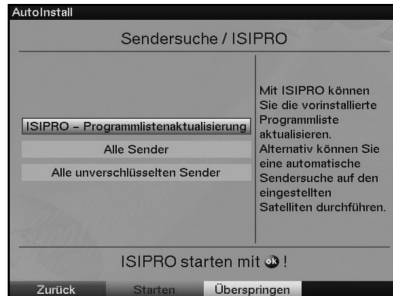 AutoInstall
Sendersuche / ISIPRO
ISIPRO – Programmlistenaktualisierung
Alle Sender
Alle unverschlüsselten Sender
Mit ISIPRO können
Sie die vorinstallierte
Programmliste
aktualisieren.
Alternativ können Sie
eine automatische
Sendersuche auf den
eingestellten
Satelliten durchführen.
ISIPRO starten mit ok !
Zurück Starten Überspringen